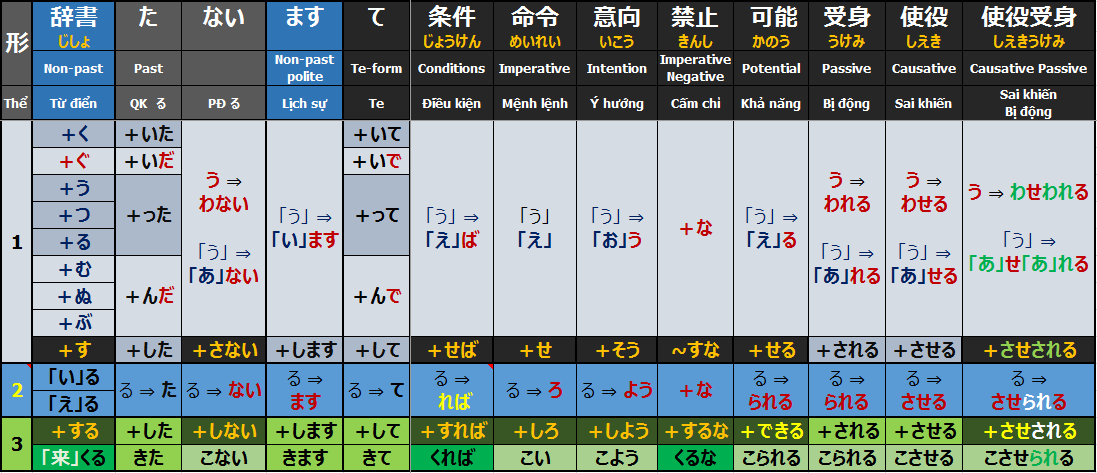 形 辞書 た ない ます て 条件 命令 意向 禁止 可能 受身 使役 使役受身
じしょ じょうけん めいれい いこう きんし かのう うけみ しえき しえきうけみ
Non-past Past Non-past polite Te-form Conditions Imperative Intention Imperative Negative Potential Passive Causative Causative Passive
Thể Từ điển QK る PĐ る Lịch sự Te Điều kiện Mệnh lệnh Ý hướng Cấm chỉ Khả năng Bị động Sai khiến Sai khiến Bị động
1
+く +いた +いて
+ぐ +いだ +いで
+う
+つ +った +って
+る
+む
+ぬ +んだ +んで
+ぶ
う ⇒ わない
「う」⇒ 「あ」ない
「う」⇒ 「い」ます
「う」⇒ 「え」ば
「う」⇒ 「え」
「う」⇒ 「お」う
+な
「う」⇒ 「え」る
う ⇒ われる
「う」⇒ 「あ」れる
う ⇒ わせる
「う」⇒ 「あ」せる
う ⇒ わせわれる
「う」⇒ 「あ」せ「あ」れる
+す +した +さない +します +して +せば +せ +そう ~すな +せる +される +させる +させされる
2
「い」る
「え」る
る ⇒ た る ⇒ ない る ⇒ ます る ⇒ て る ⇒ れば る ⇒ ろ る ⇒ よう +な る ⇒ られる る ⇒ られる る ⇒ させる る ⇒ させられる
3
+する +した +しない +します +して +すれば +しろ +しよう +するな +できる +される +させる +させされる
「来」くる きた こない きます きて くれば こい こよう くるな こられる こられる こさせる こさせられる